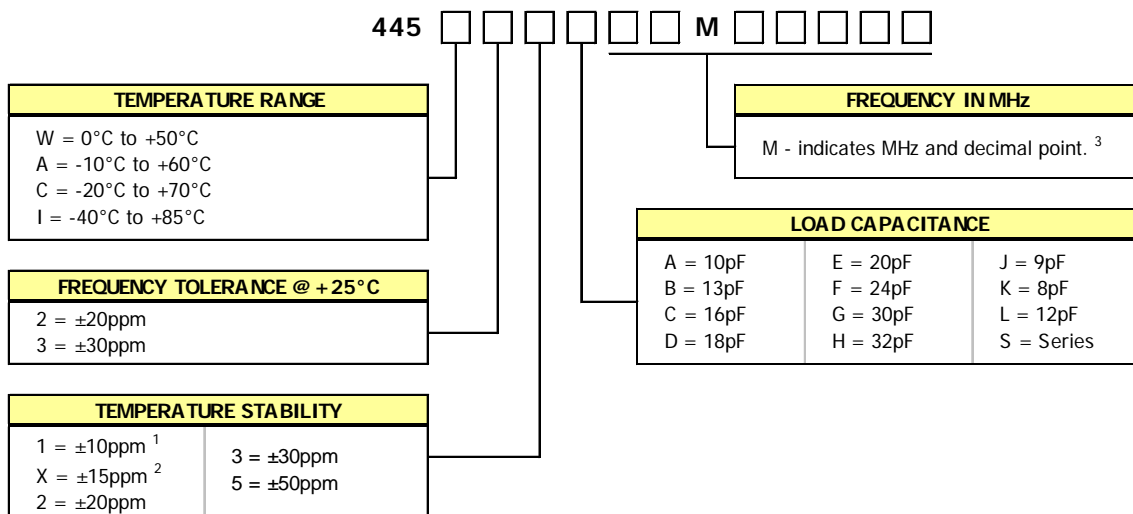 445 M
TEMPERATURE RANGE
W = 0°C to +50°C
A = -10°C to +60°C
C = -20°C to +70°C
I = -40°C to +85°C
FREQUENCY TOLERANCE @ +25°C
2 = ±20ppm
3 = ±30ppm
TEMPERATURE STABILITY
1 = ±10ppm 1
X = ±15ppm 2
2 = ±20ppm
3 = ±30ppm
5 = ±50ppm
FREQUENCY IN MHz
M - indicates MHz and decimal point. 3
LOAD CAPACITANCE
A = 10pF
B = 13pF
C = 16pF
D = 18pF
E = 20pF
F = 24pF
G = 30pF
H = 32pF
J = 9pF
K = 8pF
L = 12pF
S = Series